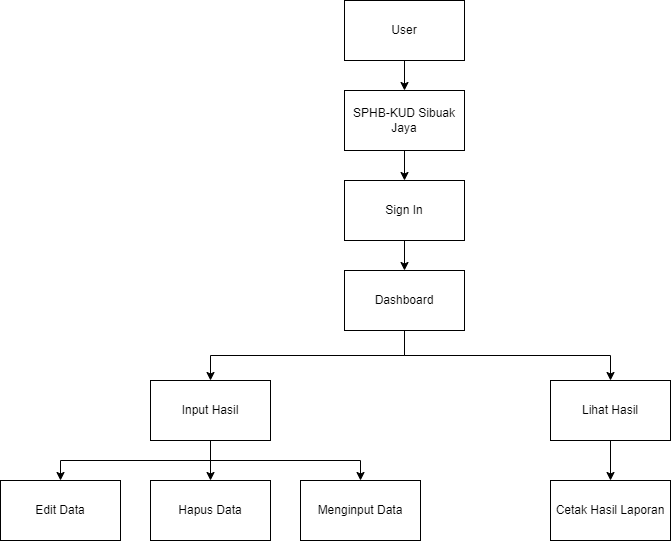 User
SPHB-KUD Sibuak
Jaya
Sign In
Dashboard
Input Hasil
Lihat Hasil
Edit Data
Hapus Data
Menginput Data
Cetak Hasil Laporan